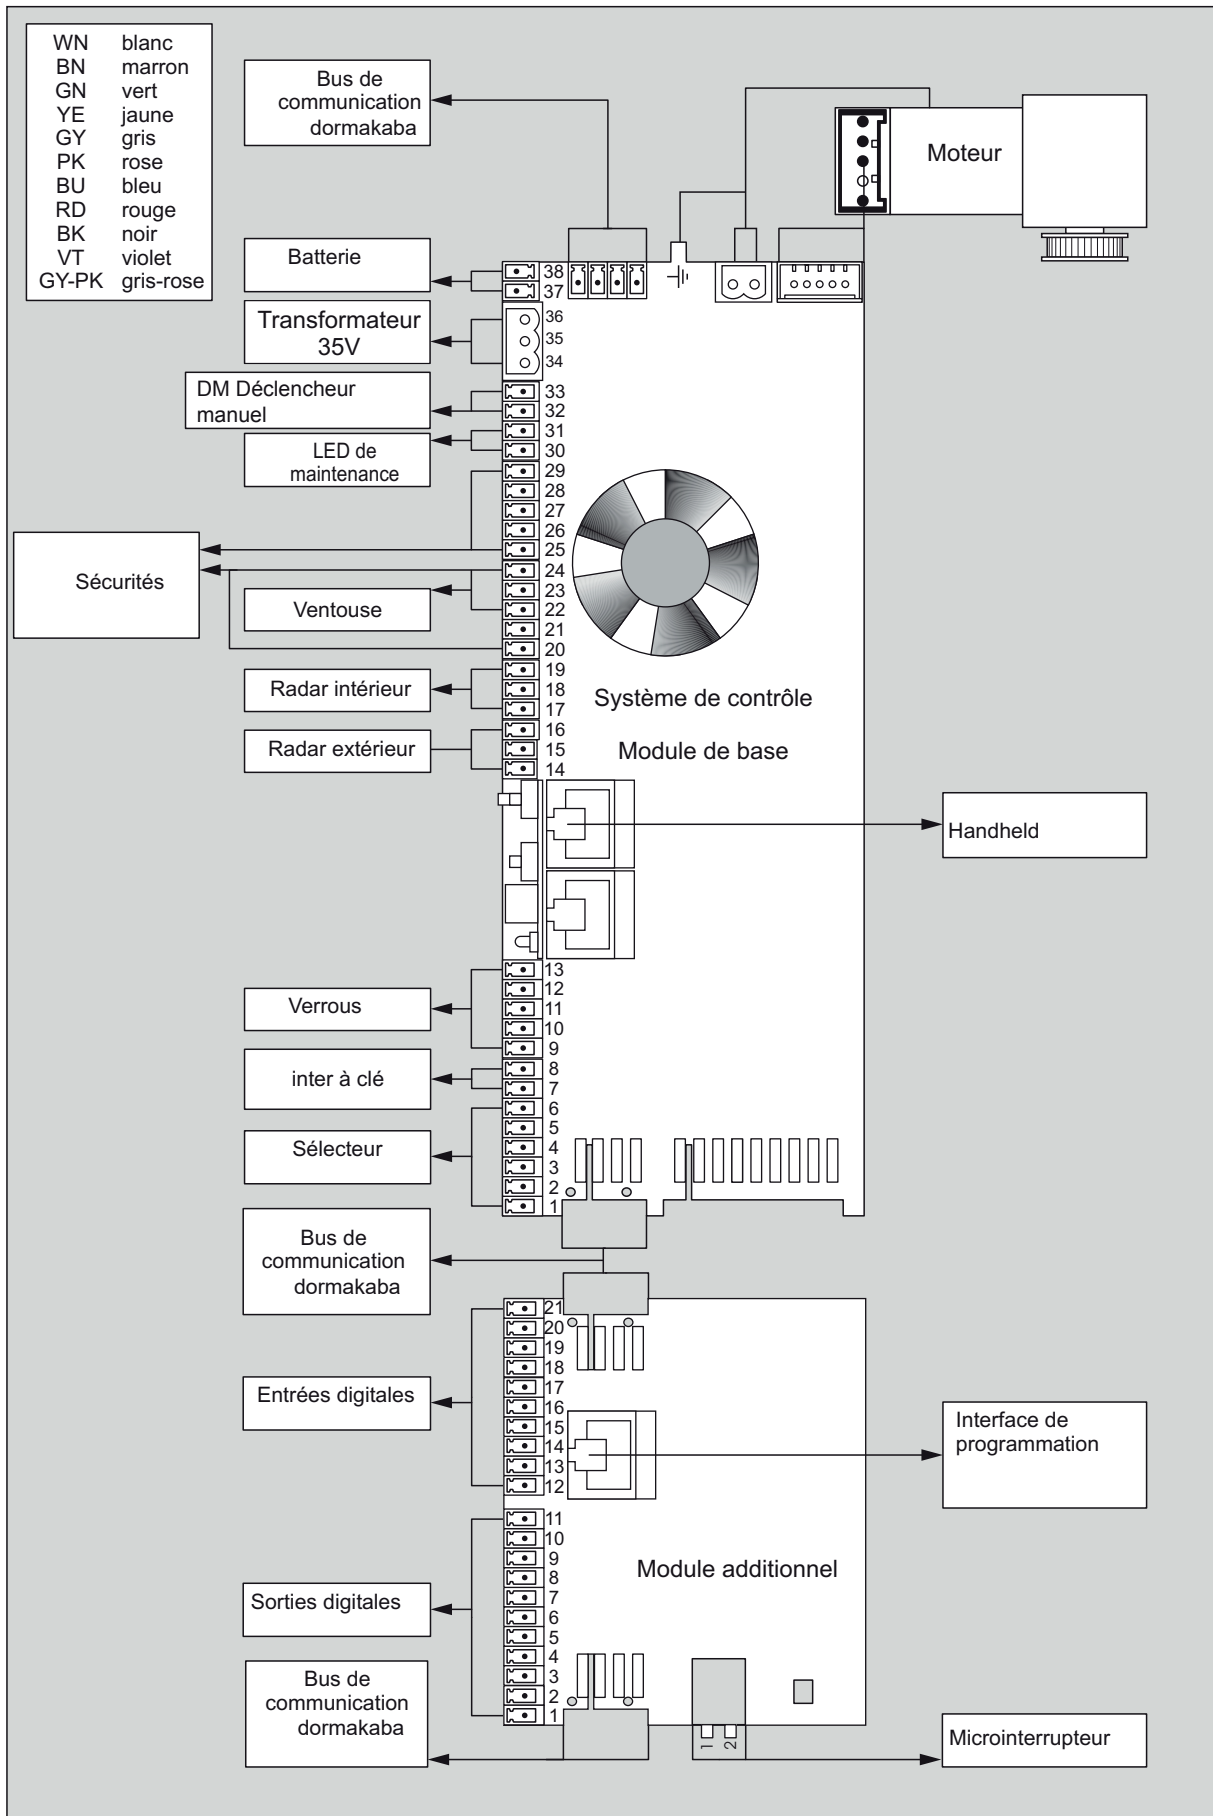 WN blanc
BN marron
GN vert
YE jaune
GY gris
PK rose
BU bleu
RD rouge
BK noir
VT violet
GY-PK gris-rose
Bus de
communication
dormakaba
Moteur
Batterie
38
37
Transformateur
35V
36
35
34
DM Déclencheur
manuel
33
32
LED de
maintenance
31
30
29
28
27
26
25
Sécurités
24
23
Ventouse
22
21
20
Radar intérieur
19
18
17
Radar extérieur
16
15
14
Système de contrôle
Module de base
Handheld
Verrous
13
12
11
10
9
inter à clé
8
7
Sélecteur
6
5
4
3
2
1
Bus de
communication
dormakaba
Entrées digitales
21
20
19
18
17
16
15
14
13
12
Interface de
programmation
Module additionnel
Sorties digitales
11
10
9
8
7
6
5
4
3
2
1
Bus de
communication
dormakaba
1
2
Microinterrupteur